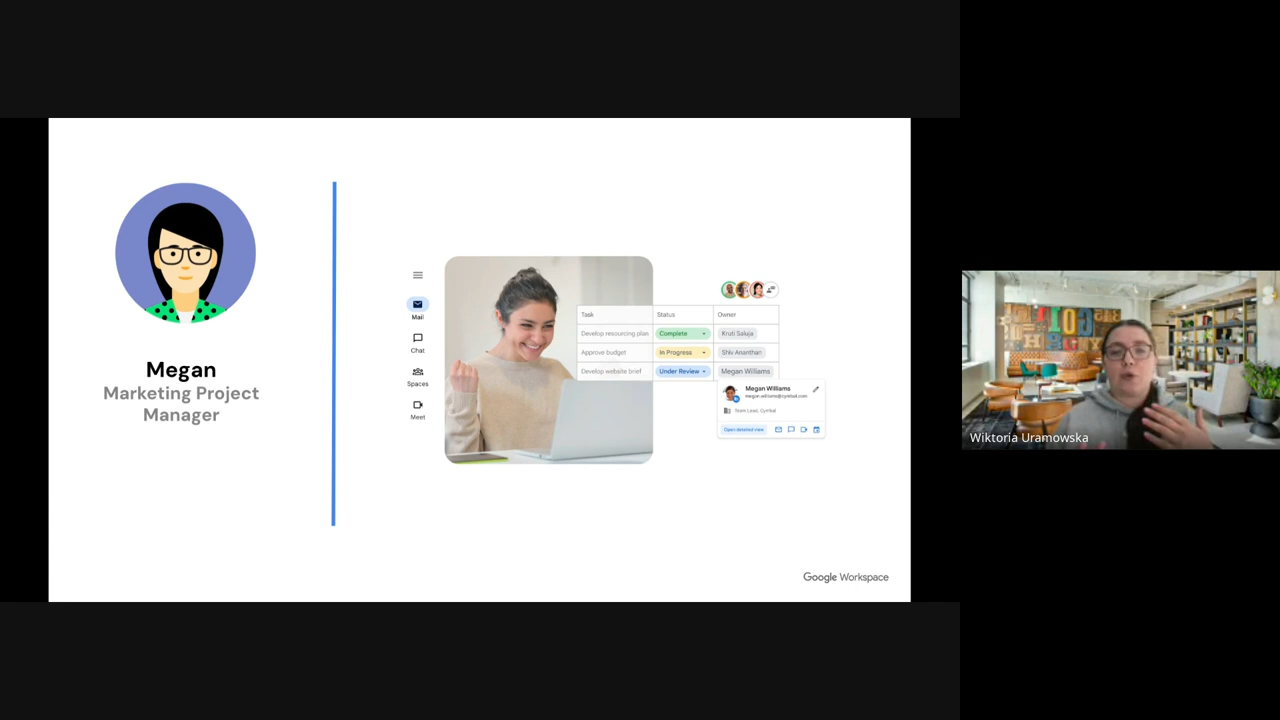 Megan
Marketing Project
Manager
Mail
Chat
Spaces
Meet
Task Status Owner
Develop resourcing plan Complete Kruti Saluja
Approve budget In Progress Shiv Ananthan
Develop website brief Under Review Megan Williams
Megan Williams
megan.williams@cymbal.com
Team Lead, Cymbal
Open detailed view
Google Workspace
Wiktoria Uramowska